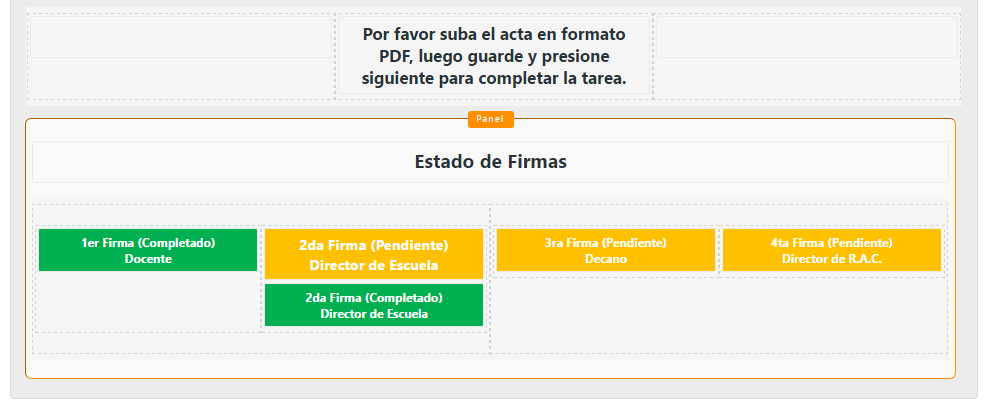 Por favor suba el acta en formato
PDF, luego guarde y presione
siguiente para completar la tarea.
Panel
Estado de Firmas
1er Firma (Completado)
Docente
2da Firma (Pendiente)
Director de Escuela
2da Firma (Completado)
Director de Escuela
3ra Firma (Pendiente)
Decano
4ta Firma (Pendiente)
Director de R.A.C.